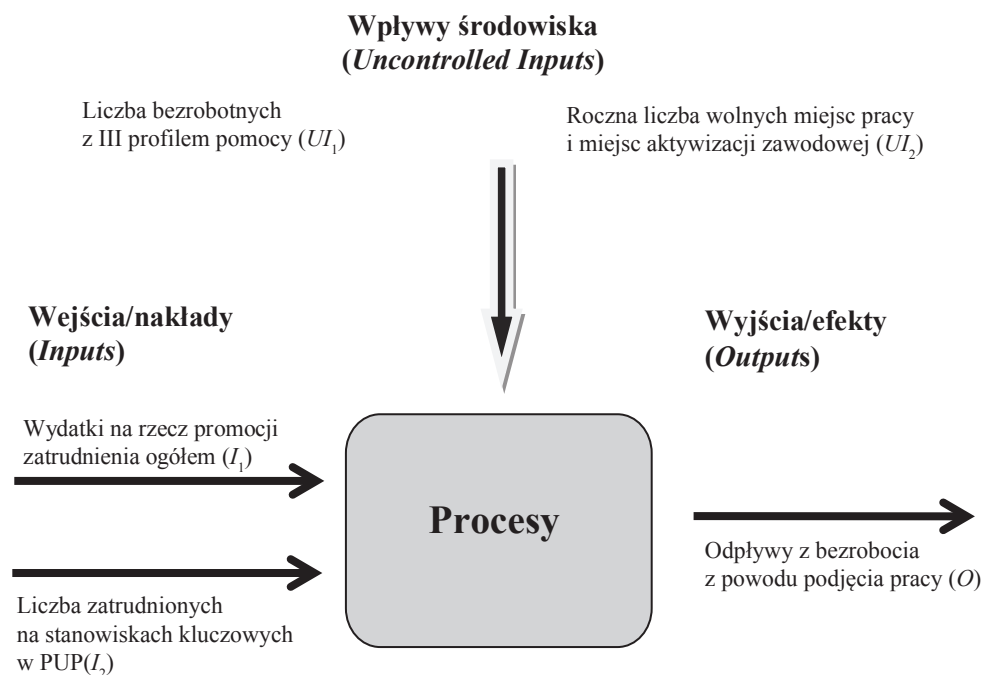 Wpływy środowiska
(Uncontrolled Inputs)
Liczba bezrobotnych
z III profilem pomocy (UI₁)
Roczna liczba wolnych miejsc pracy
i miejsc aktywizacji zawodowej (UI₂)
Wejścia/nakłady
(Inputs)
Wydatki na rzecz promocji
zatrudnienia ogółem (I₁)
Liczba zatrudnionych
na stanowiskach kluczowych
w PUP(I₂)
Procesy
Wyjścia/efekty
(Outputs)
Odpływy z bezrobocia
z powodu podjęcia pracy (O)